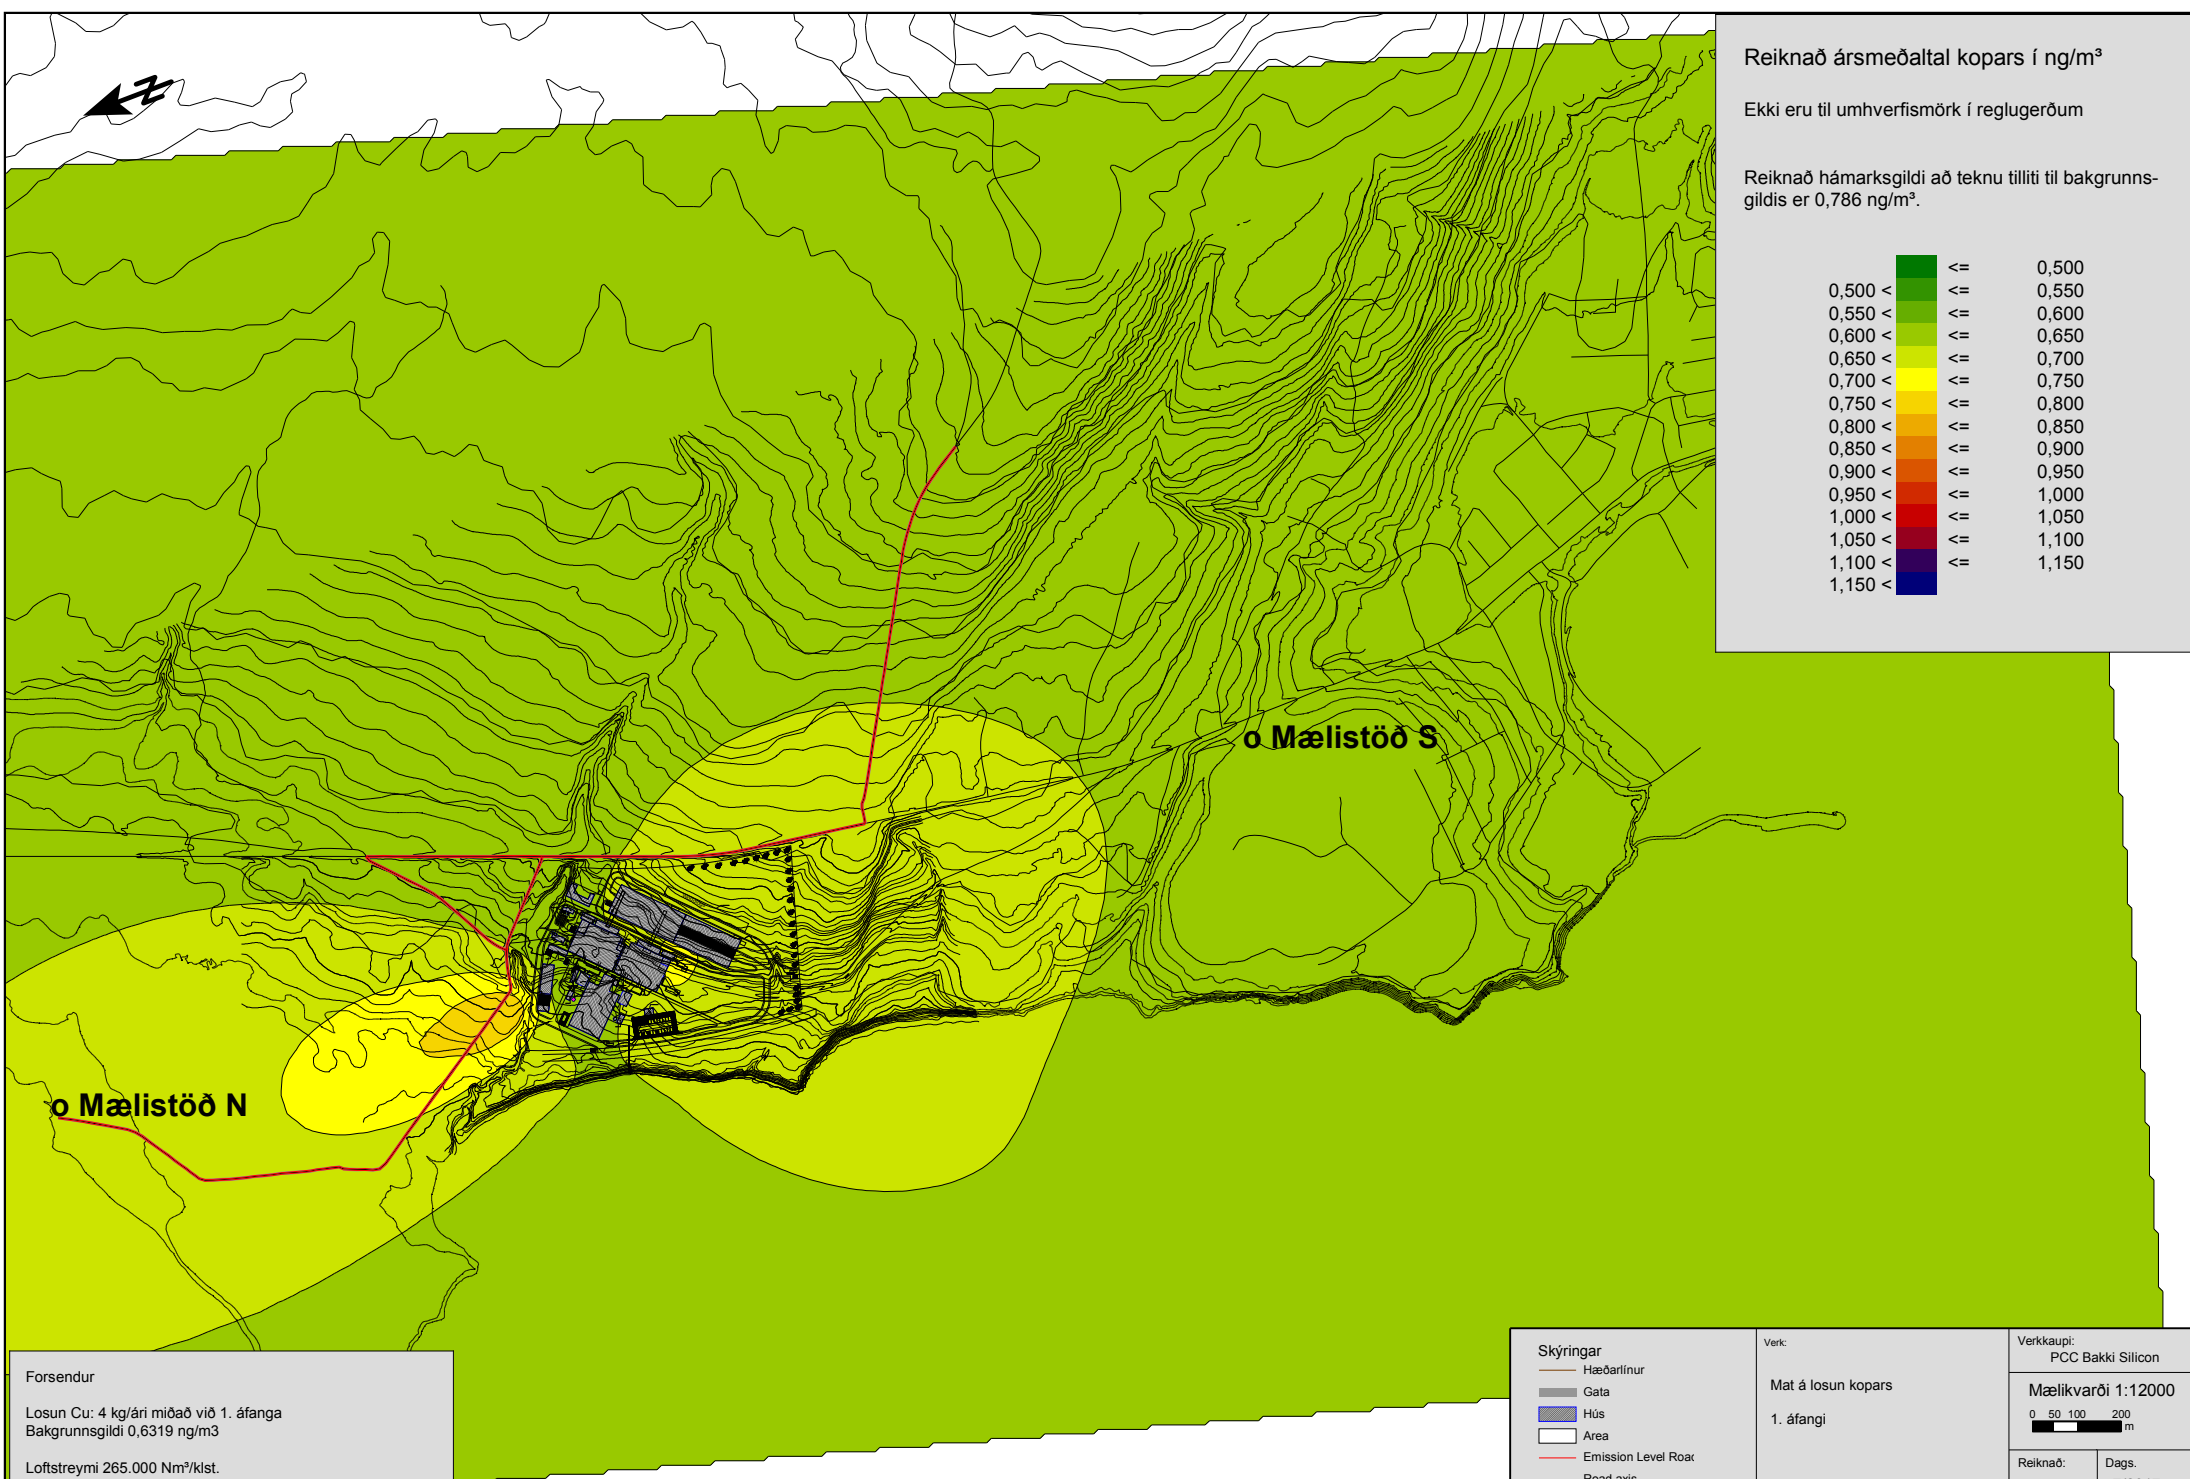 Z
Reiknað ársmeðaltal kopars í ng/m³
Ekki eru til umhverfismörk í reglugerðum
Reiknað hámarksgildi að teknu tilliti til bakgrunns-
gildis er 0,786 ng/m³.
<= 0,500
0,500 < <= 0,550
0,550 < <= 0,600
0,600 < <= 0,650
0,650 < <= 0,700
0,700 < <= 0,750
0,750 < <= 0,800
0,800 < <= 0,850
0,850 < <= 0,900
0,900 < <= 0,950
0,950 < <= 1,000
1,000 < <= 1,050
1,050 < <= 1,100
1,100 < <= 1,150
1,150 <
o Mælistöð S
o Mælistöð N
Forsendur
Losun Cu: 4 kg/ári miðað við 1. áfanga
Bakgrunnsgildi 0,6319 ng/m3
Loftstreymi 265.000 Nm³/klst.
Skýringar
Hæðarlínur
Gata
Hús
Area
Emission Level Road
Road axis
Verk:
Mat á losun kopars
1. áfangi
Verkkaupi:
PCC Bakki Silicon
Mælikvarði 1:12000
0 50 100 200
m
Reiknað:
Dags.